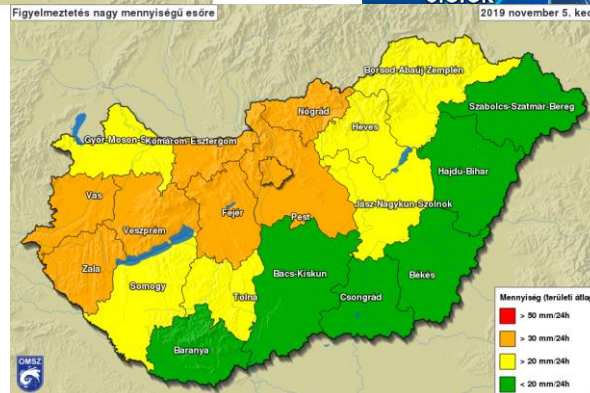 Figyelmeztetés nagy mennyiségű esőre
2019 november 5.
Borsod-Abaúj-Zemplén
Szabolcs-Szatmár-Bereg
Nógrád
Heves
Győr-Moson-S
Komárom-Esztergom
Hajdu-Bihar
Vas
Jász-Nagykun-Szolnok
Fejér
Pest
Veszprém
Zala
Bács-Kiskun
Békés
Somogy
Tolna
Csongrád
Baranya
Mennyiség (területi átlag
> 50 mm/24h
> 30 mm/24h
> 20 mm/24h
< 20 mm/24h
OMSZ